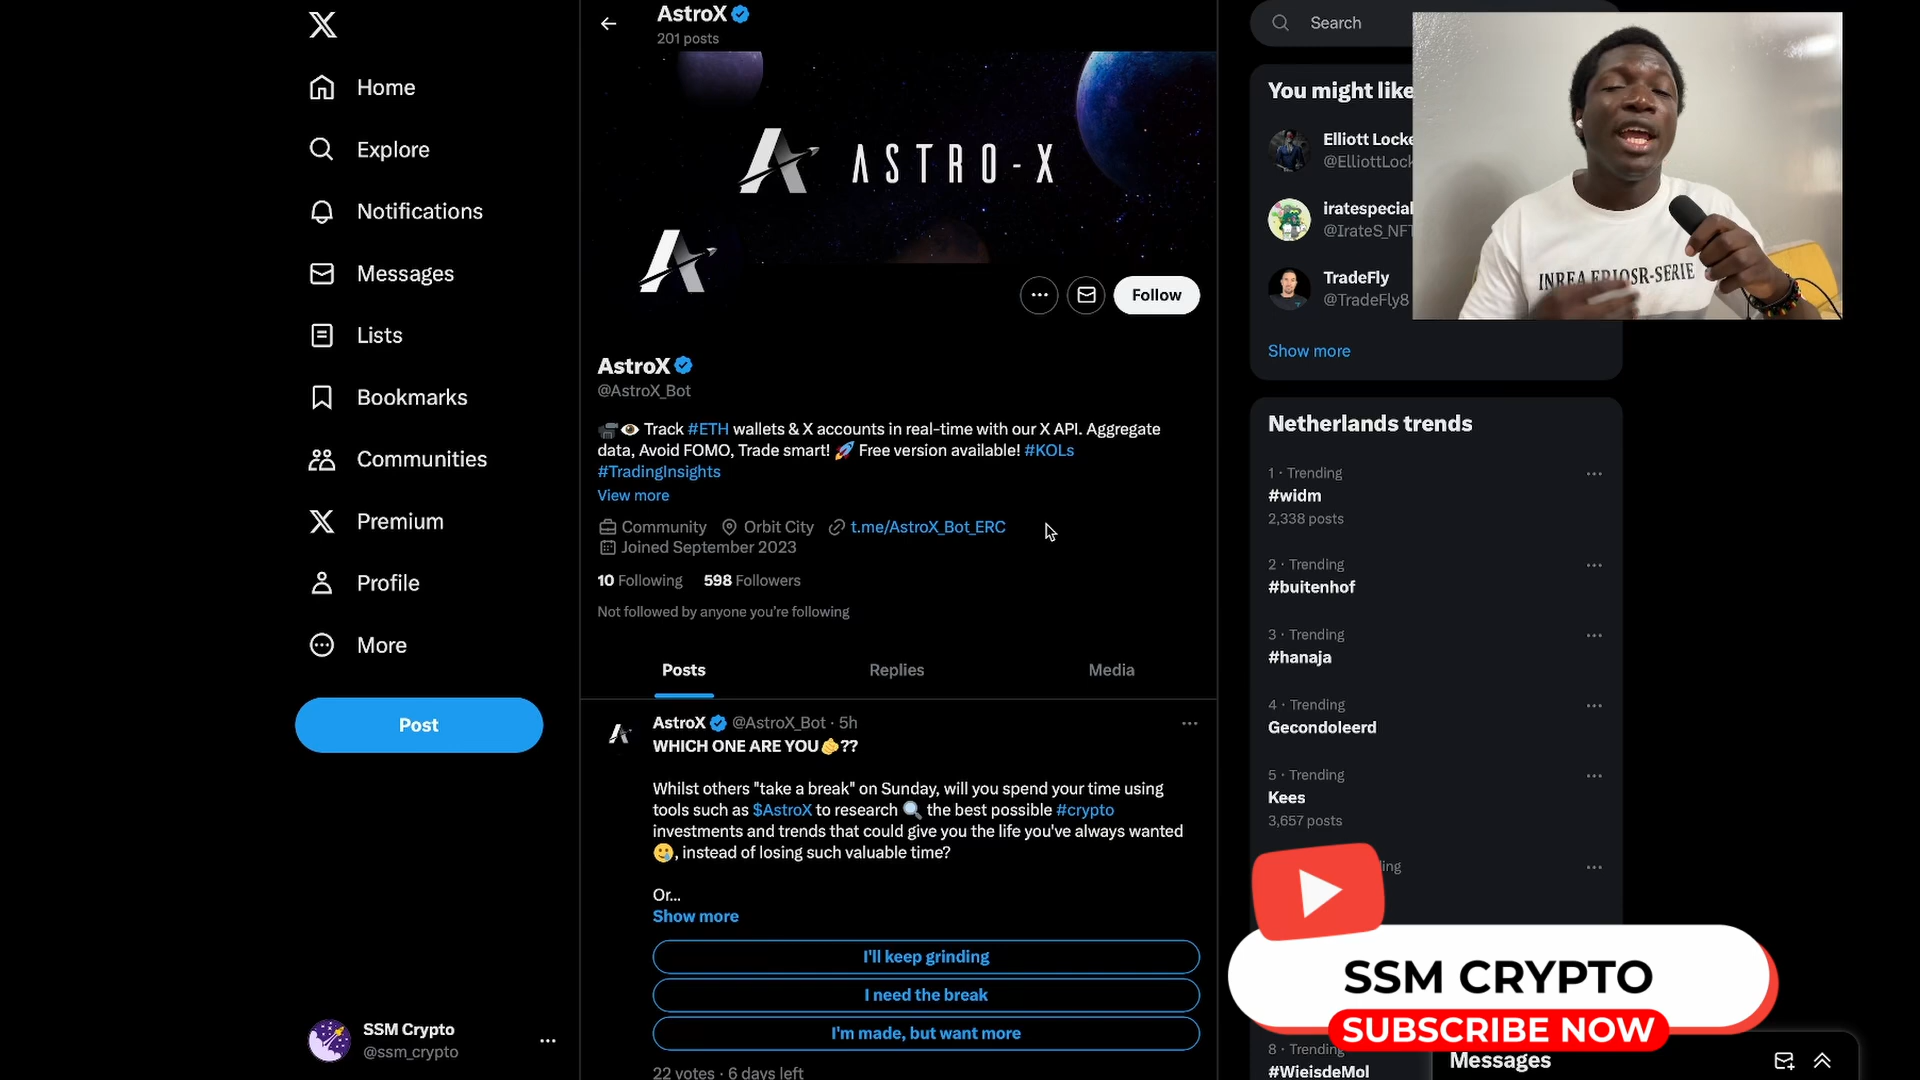 Home
Explore
Notifications
Messages
Lists
Bookmarks
Communities
Premium
Profile
More
Post
SSM Crypto
@ssm_crypto
AstroX
201 posts
ASTRO-X
Follow
AstroX
@AstroX_Bot
Track #ETH wallets & X accounts in real-time with our X API. Aggregate
data, Avoid FOMO, Trade smart! 🚀 Free version available! #KOLs
#TradingInsights
View more
Community Orbit City t.me/AstroX_Bot_ERC
Joined September 2023
10 Following 598 Followers
Not followed by anyone you're following
Posts Replies Media
AstroX @AstroX_Bot · 5h
WHICH ONE ARE YOU🫵??
Whilst others "take a break" on Sunday, will you spend your time using
tools such as $AstroX to research 🔍 the best possible #crypto
investments and trends that could give you the life you've always wanted
🥲, instead of losing such valuable time?
Or...
Show more
I'll keep grinding
I need the break
I'm made, but want more
22 votes · 6 days left
Search
You might like
Elliott Locke
@ElliottLock
iratespecial
@IrateS_NFT
TradeFly
@TradeFly8
Show more
Netherlands trends
1 · Trending
#widm
2,338 posts
2 · Trending
#buitenhof
3 · Trending
#hanaja
4 · Trending
Gecondoleerd
5 · Trending
Kees
3,657 posts
SSM CRYPTO
SUBSCRIBE NOW
8 · Trending
#WieisdeMol
Messages